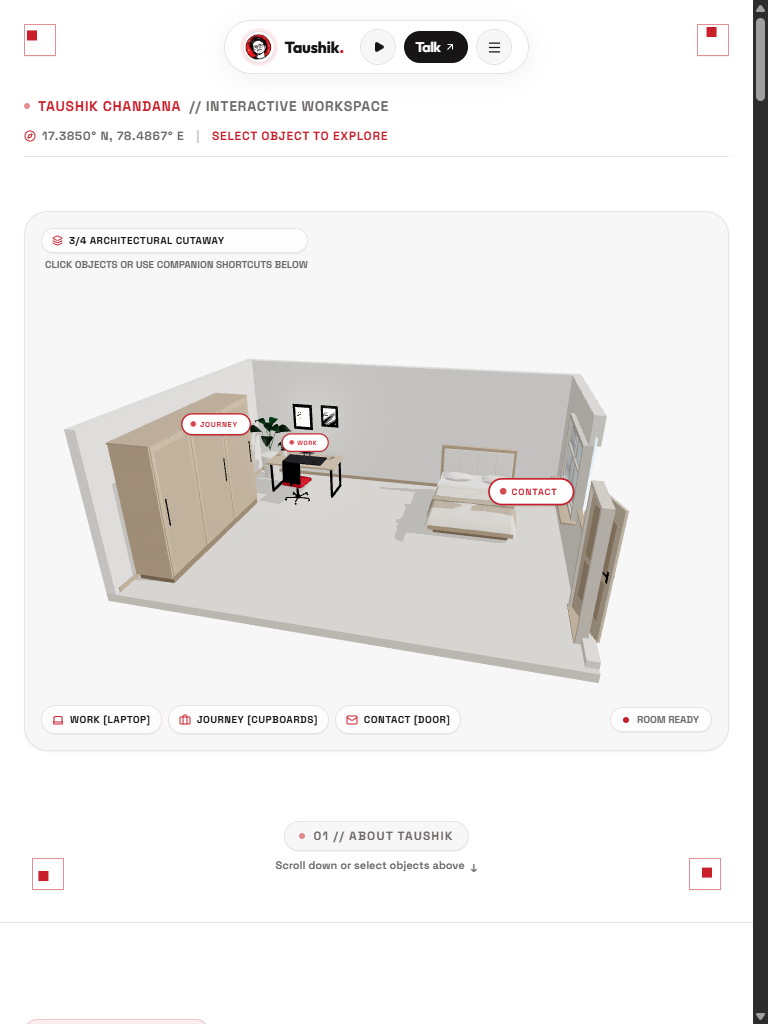 Taushik.
Talk
TAUSHIK CHANDANA // INTERACTIVE WORKSPACE
17.3850° N, 78.4867° E | SELECT OBJECT TO EXPLORE
3/4 ARCHITECTURAL CUTAWAY
CLICK OBJECTS OR USE COMPANION SHORTCUTS BELOW
JOURNEY
WORK
CONTACT
WORK [LAPTOP]
JOURNEY [CUPBOARDS]
CONTACT [DOOR]
ROOM READY
01 // ABOUT TAUSHIK
Scroll down or select objects above ↓